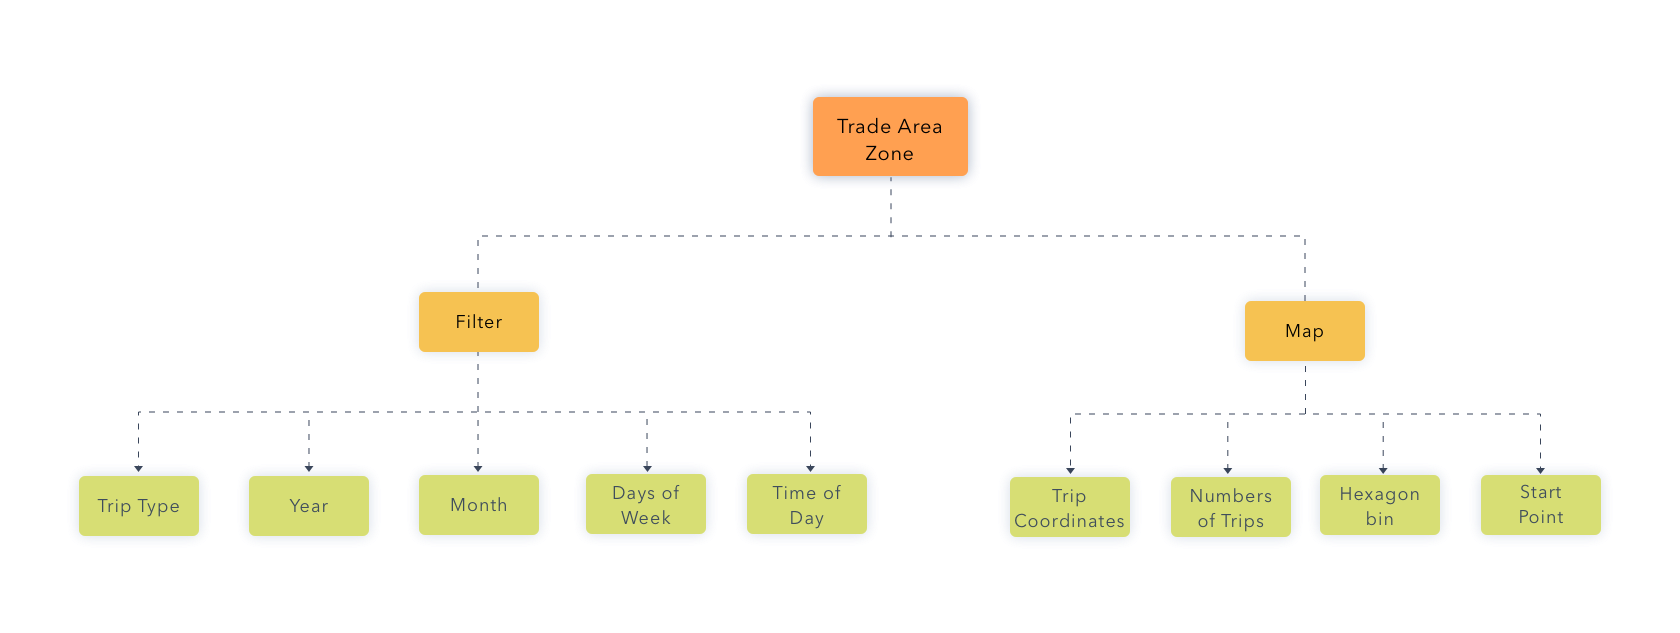 Trade Area
Zone
Filter
Map
Trip Type
Year
Month
Days of
Week
Time of
Day
Trip
Coordinates
Numbers
of Trips
Hexagon
bin
Start
Point